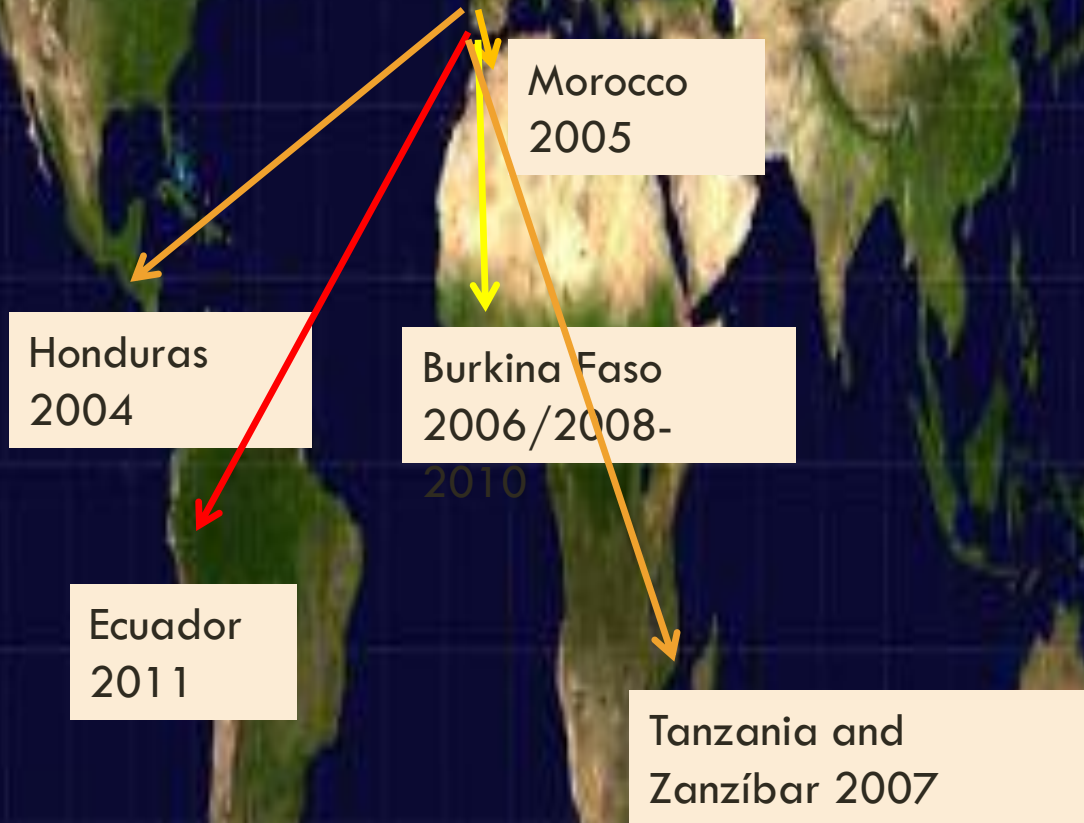 Morocco
2005
Honduras
2004
Burkina Faso
2006/2008-
2010
Ecuador
2011
Tanzania and
Zanzíbar 2007